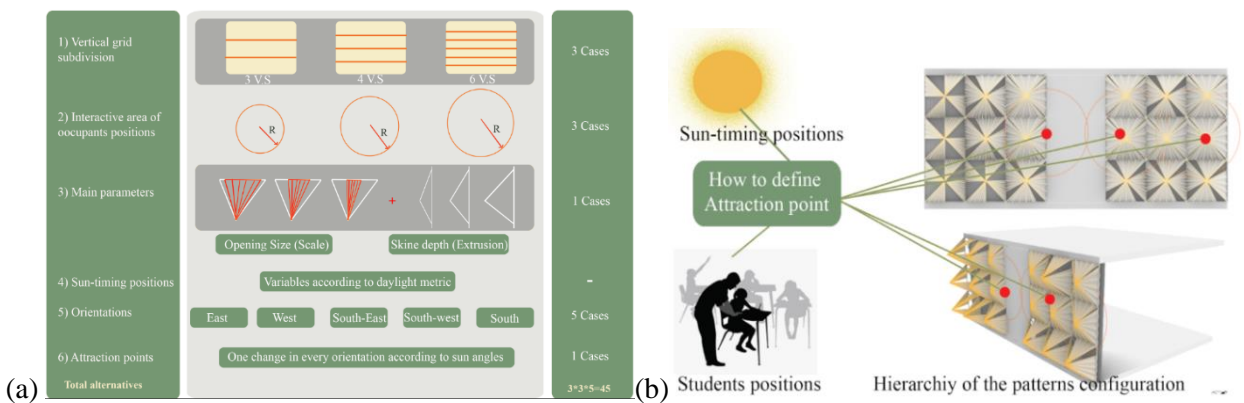 1) Vertical grid
subdivision
3 V.S
4 V.S
6 V.S
3 Cases
2) Interactive area of
oocupants positions
R
R
R
3 Cases
3) Main parameters
+
1 Cases
Opening Size (Scale)
Skine depth (Extrusion)
4) Sun-timing positions
Variables according to daylight metric
-
5) Orientations
East
West
South-East
South-west
South
5 Cases
6) Attraction points
One change in every orientation according to sun angles
1 Cases
Total alternatives
3*3*5=45
(a)
Sun-timing positions
How to define
Attraction point
Students positions
Hierarchiy of the patterns configuration
(b)